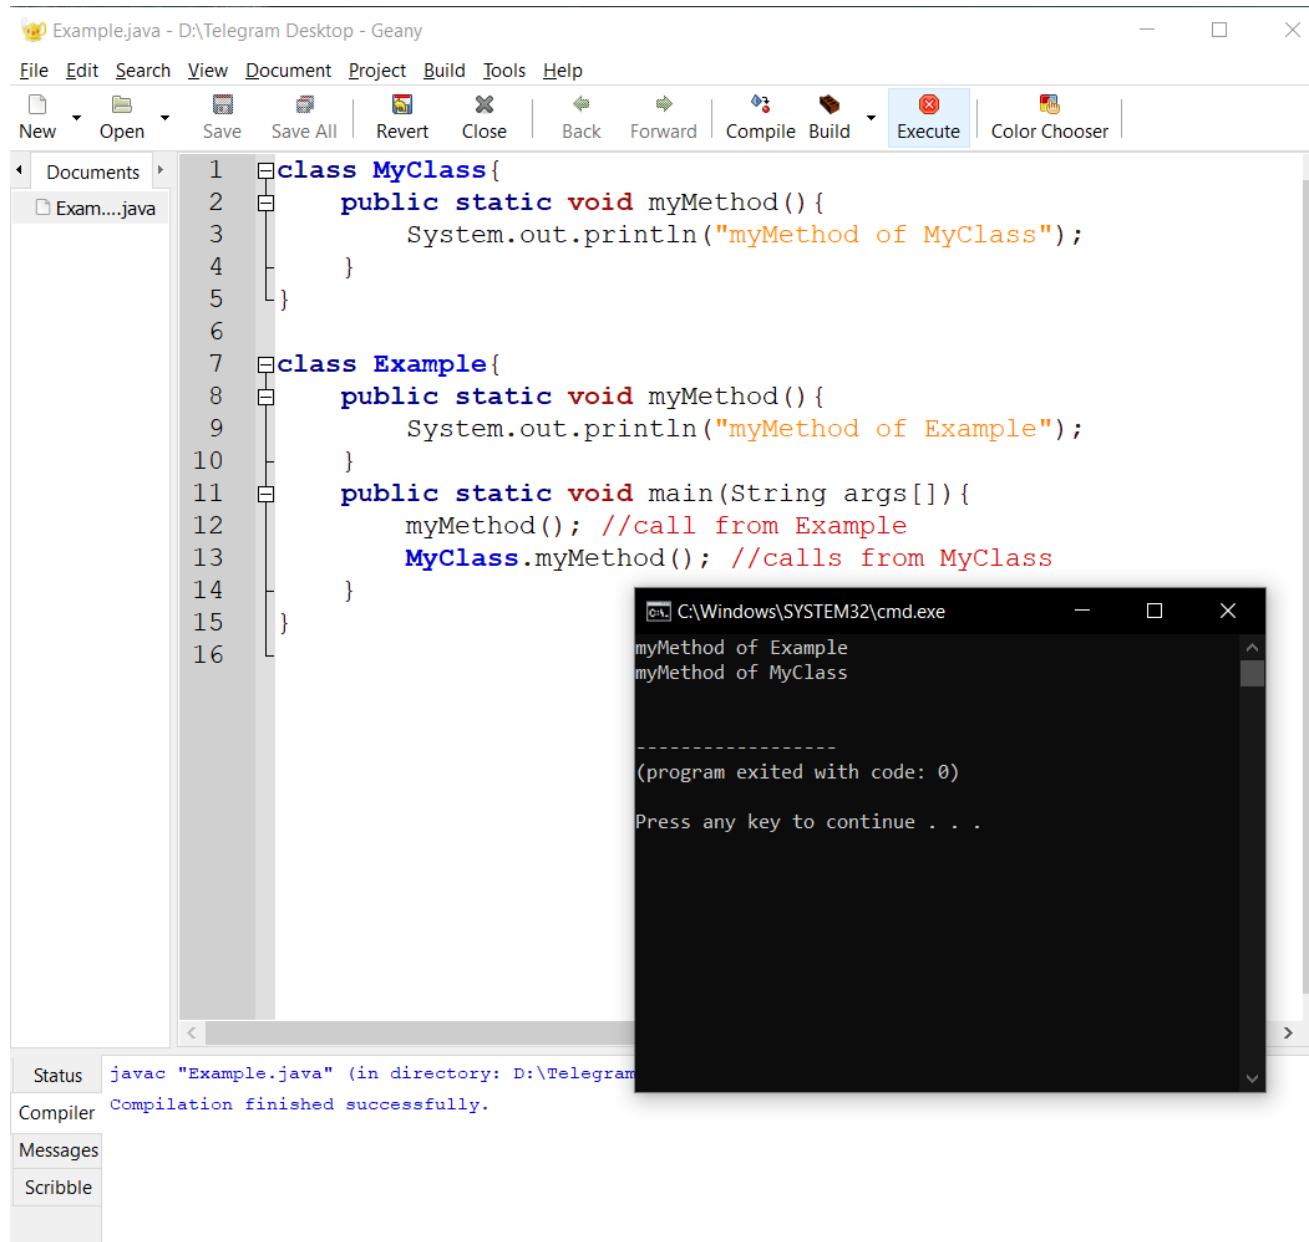 Example.java - D:\Telegram Desktop - Geany
File Edit Search View Document Project Build Tools Help
New Open Save Save All Revert Close Back Forward Compile Build Execute Color Chooser
Documents
Exam....java
1 class MyClass{
2 public static void myMethod(){
3 System.out.println("myMethod of MyClass");
4 }
5 }
6
7 class Example{
8 public static void myMethod(){
9 System.out.println("myMethod of Example");
10 }
11 public static void main(String args[]){
12 myMethod(); //call from Example
13 MyClass.myMethod(); //calls from MyClass
14 }
15 }
16
C:\Windows\SYSTEM32\cmd.exe
myMethod of Example
myMethod of MyClass
------------------
(program exited with code: 0)
Press any key to continue . . .
Status
Compiler
Messages
Scribble
javac "Example.java" (in directory: D:\Telegram
Compilation finished successfully.